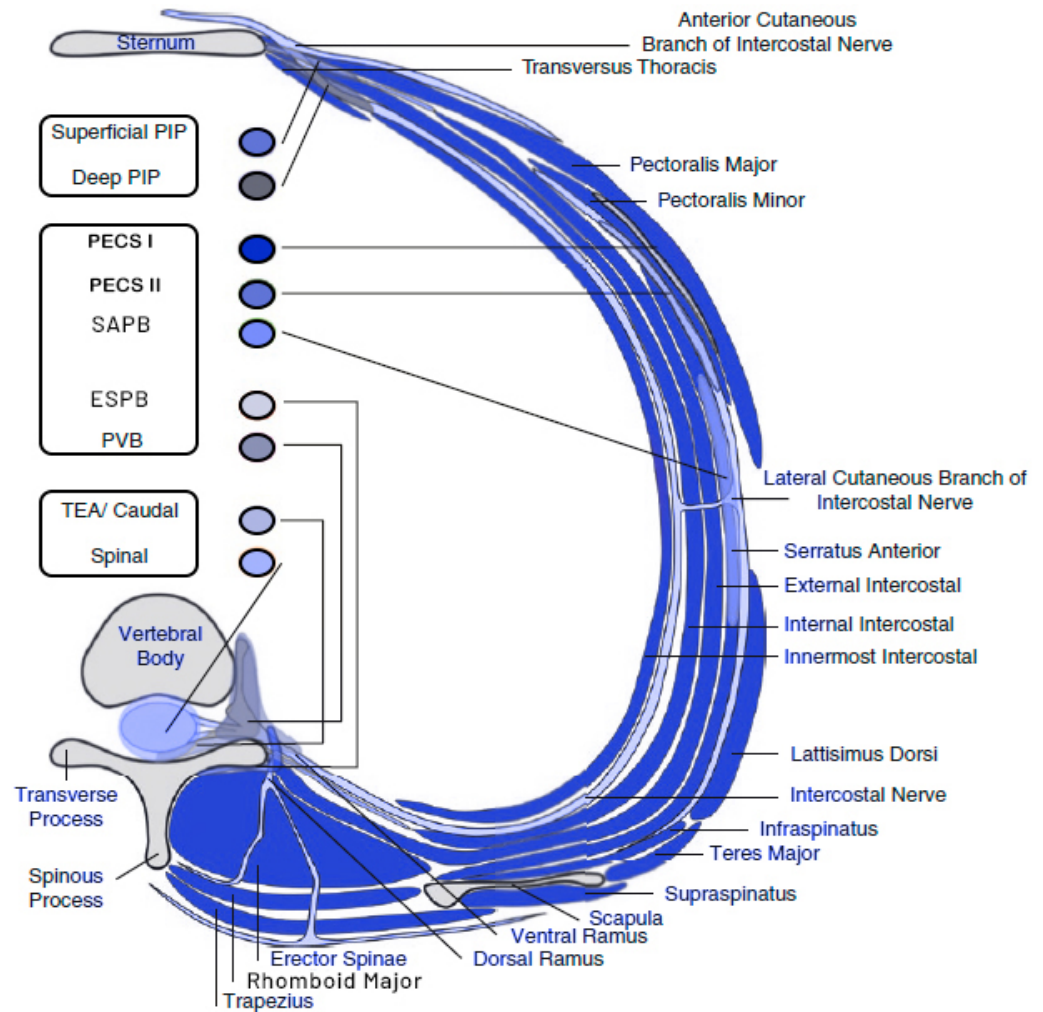 Sternum
Anterior Cutaneous
Branch of Intercostal Nerve
Transversus Thoracis
Superficial PIP
Deep PIP
Pectoralis Major
Pectoralis Minor
PECS I
PECS II
SAPB
ESPB
PVB
Lateral Cutaneous Branch of
Intercostal Nerve
TEA/ Caudal
Spinal
Serratus Anterior
External Intercostal
Internal Intercostal
Innermost Intercostal
Vertebral
Body
Lattisimus Dorsi
Transverse
Process
Intercostal Nerve
Infraspinatus
Teres Major
Spinous
Process
Supraspinatus
Scapula
Ventral Ramus
Dorsal Ramus
Erector Spinae
Rhomboid Major
Trapezius